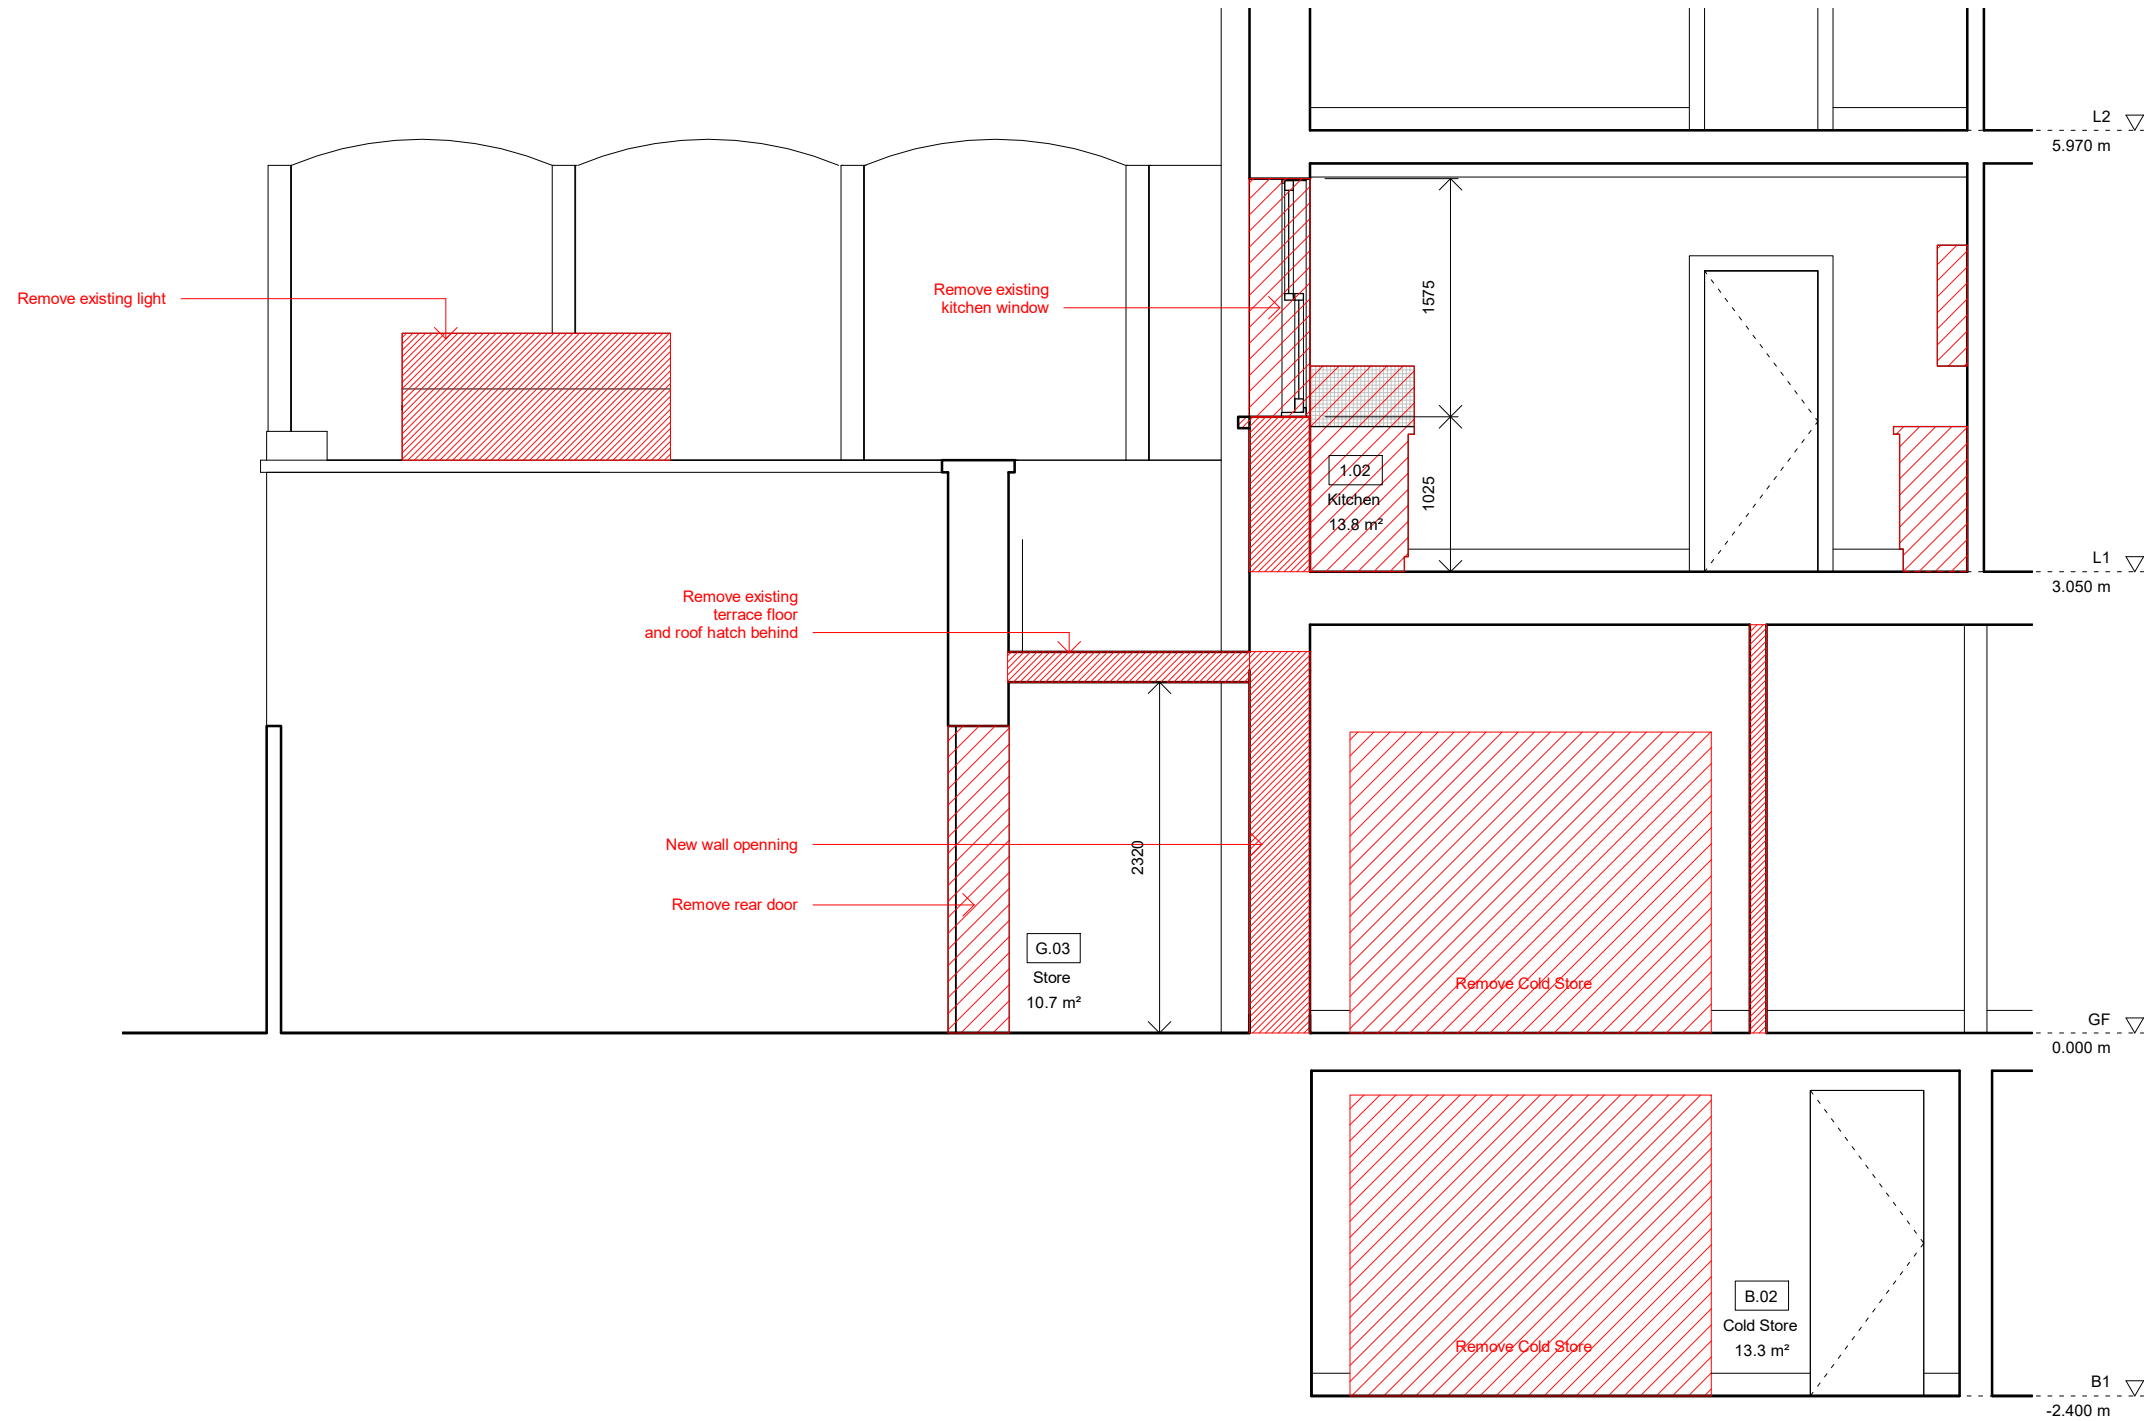 L2
5.970 m
Remove existing light
Remove existing
kitchen window
1575
1.02
Kitchen
13.8 m²
1025
L1
3.050 m
Remove existing
terrace floor
and roof hatch behind
New wall openning
2320
Remove rear door
G.03
Store
10.7 m²
Remove Cold Store
GF
0.000 m
B.02
Cold Store
13.3 m²
Remove Cold Store
B1
-2.400 m